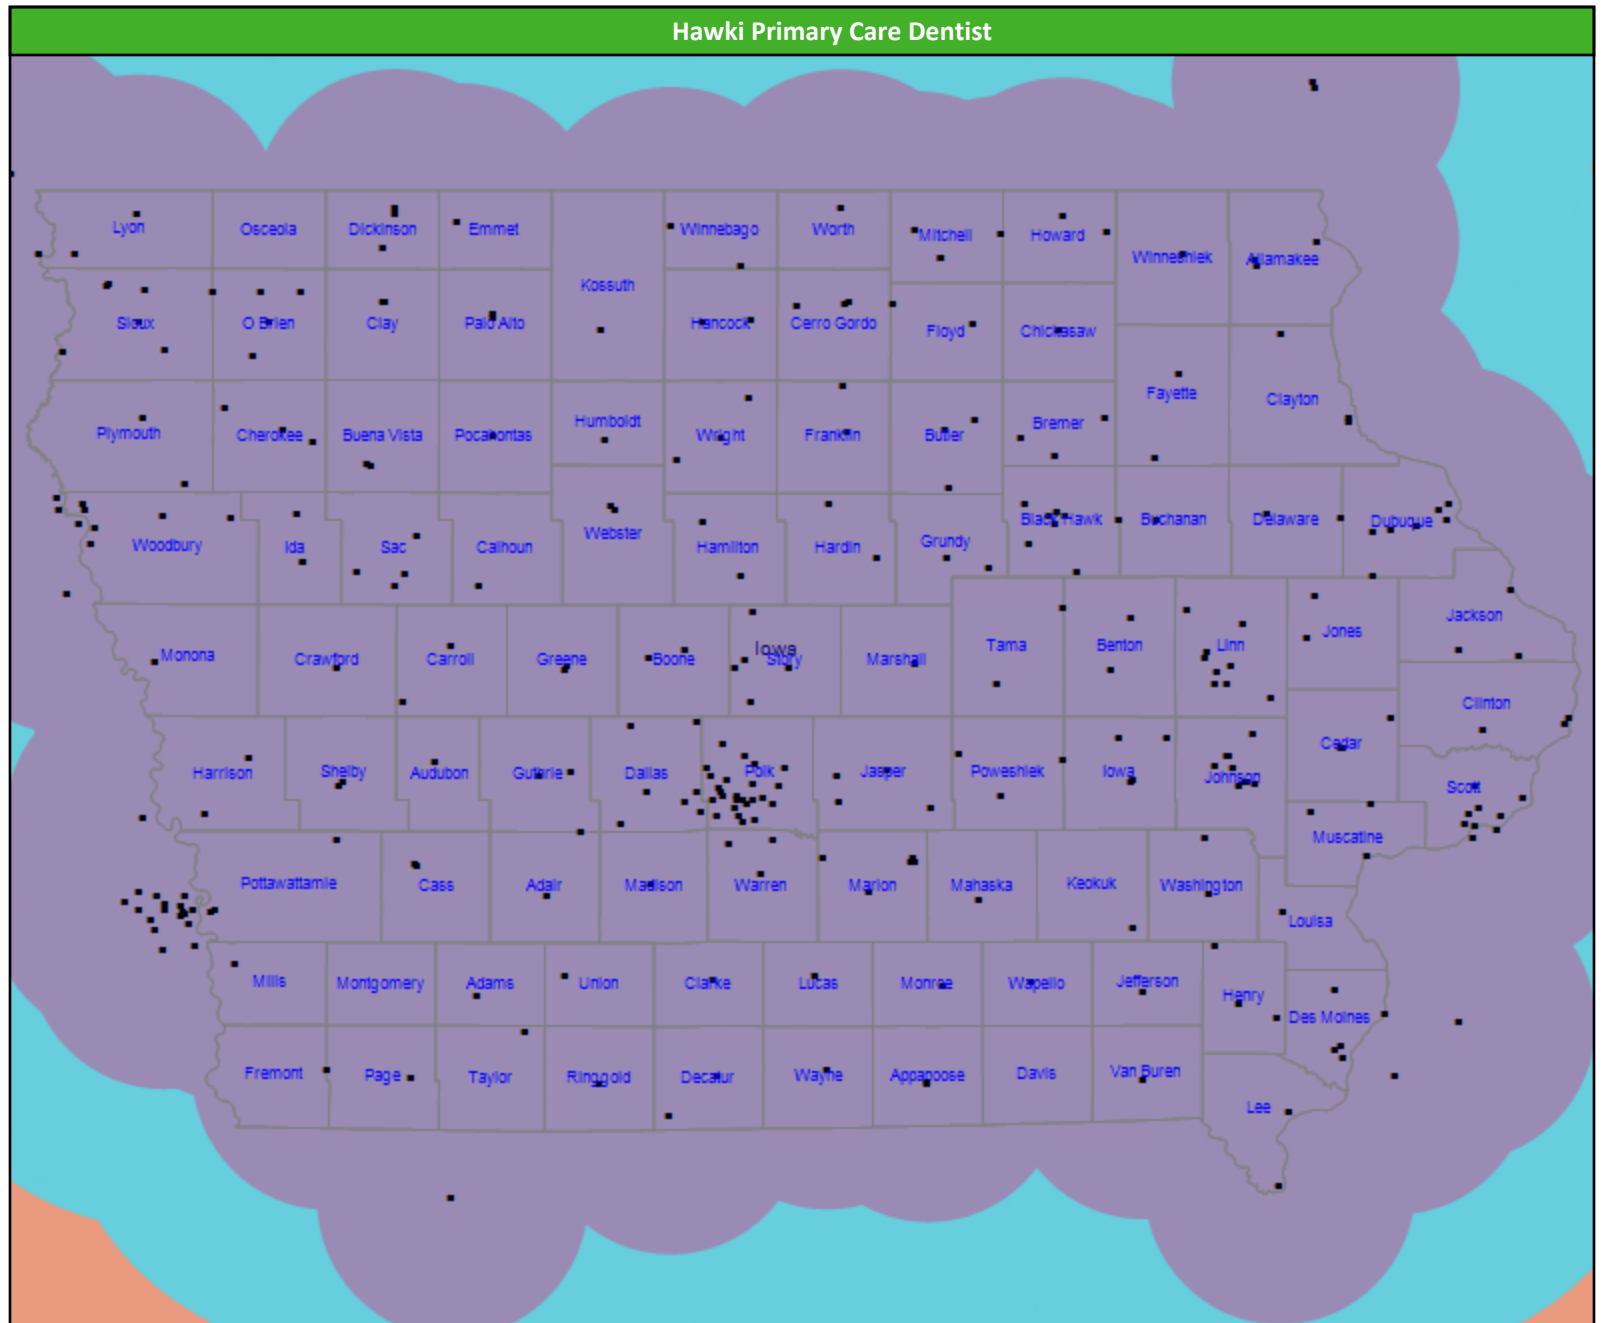 Hawki Primary Care Dentist
Lyon
Osceola
Dickinson
Emmet
Winnebago
Worth
Mitchell
Howard
Winneshiek
Allamakee
Kossuth
Sioux
O Brien
Clay
Palo Alto
Hancock
Cerro Gordo
Floyd
Chickasaw
Fayette
Clayton
Plymouth
Cherokee
Buena Vista
Pocahontas
Humboldt
Wright
Franklin
Butler
Bremer
Woodbury
Ida
Sac
Calhoun
Webster
Hamilton
Hardin
Grundy
Black Hawk
Buchanan
Delaware
Dubuque
Monona
Crawford
Carroll
Greene
Boone
Iowa
Story
Marshall
Tama
Benton
Linn
Jones
Jackson
Clinton
Harrison
Shelby
Audubon
Guthrie
Dallas
Polk
Jasper
Poweshiek
Iowa
Johnson
Cedar
Scott
Muscatine
Pottawattamie
Cass
Adair
Madison
Warren
Marion
Mahaska
Keokuk
Washington
Louisa
Mills
Montgomery
Adams
Union
Clarke
Lucas
Monroe
Wapello
Jefferson
Henry
Des Moines
Fremont
Page
Taylor
Ringgold
Decatur
Wayne
Appanoose
Davis
Van Buren
Lee